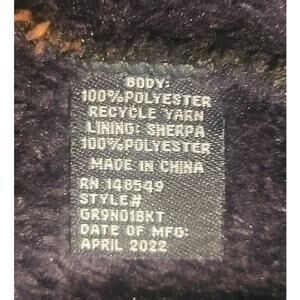 BODY:
100%POLYESTER
RECYCLE YARN
LINING: SHERPA
100%POLYESTER
MADE IN CHINA
RN 148549
STYLE#
GR9N01BKT
DATE OF MFG:
APRIL 2022